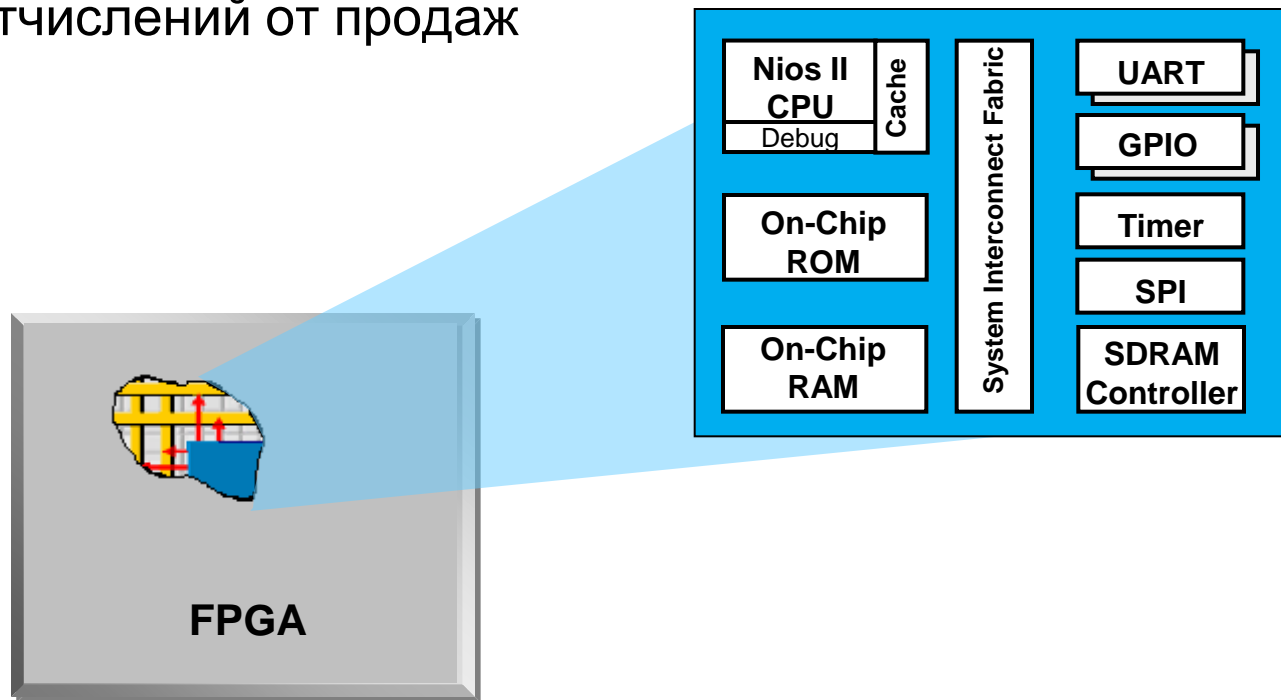 тчислений от продаж
Nios II
CPU
Debug
Cache
On-Chip
ROM
On-Chip
RAM
System Interconnect Fabric
UART
GPIO
Timer
SPI
SDRAM
Controller
FPGA